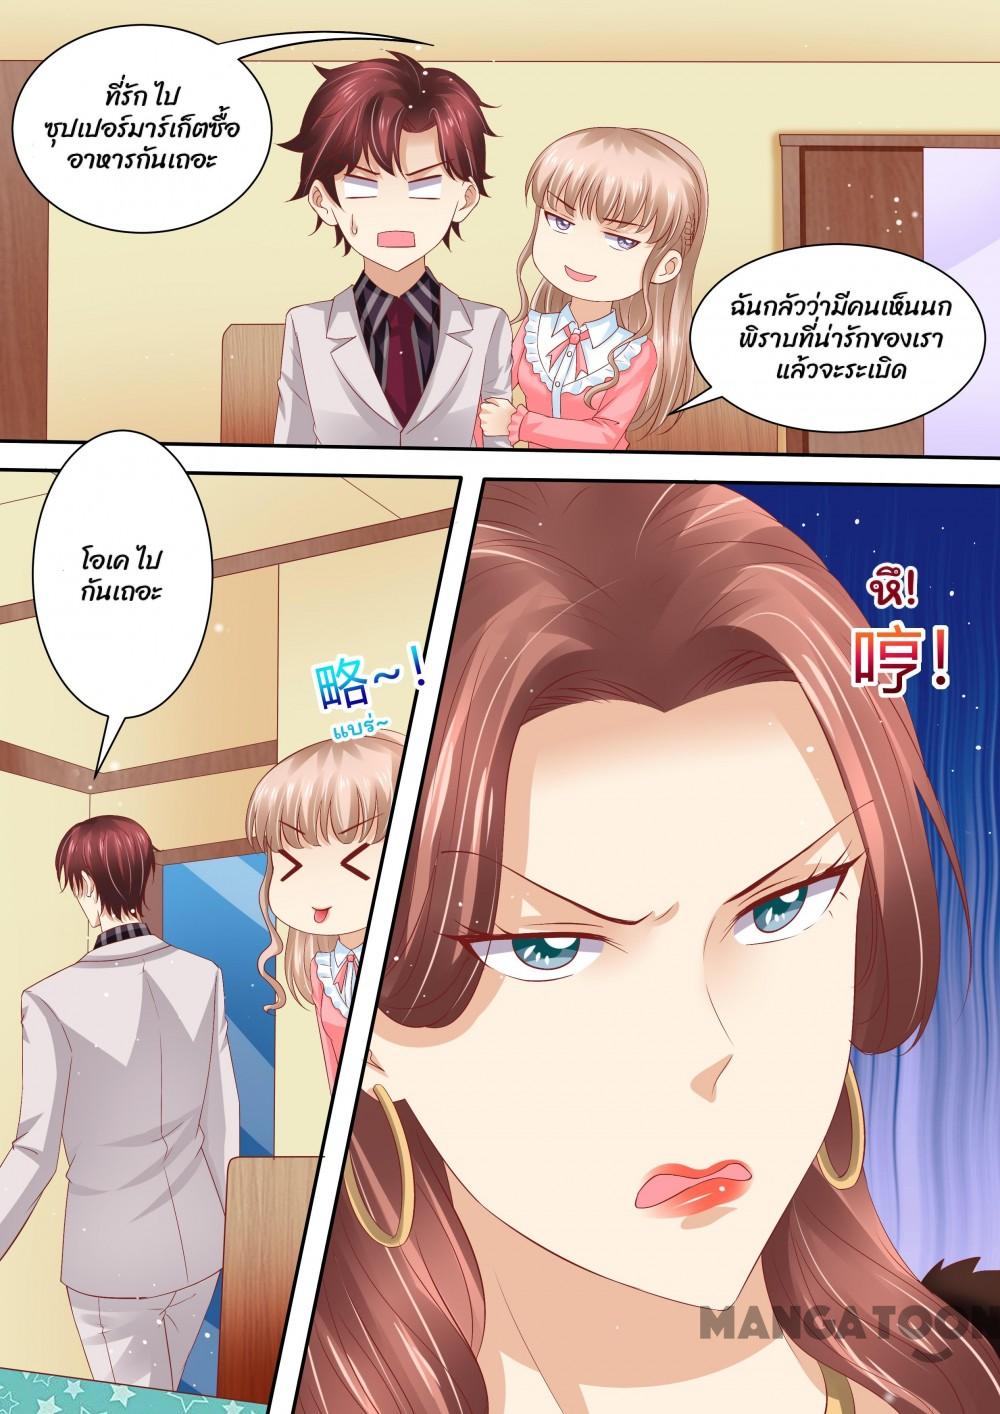 ที่รัก ไป
ซุปเปอร์มาร์เก็ตซื้อ
อาหารกันเถอะ
ฉันกลัวว่ามีคนเห็นนก
พิราบที่น่ารักของเรา
แล้วจะระเบิด
โอเค ไป
กันเถอะ
略~!
แบร่~
หึ!
哼!
MANGATOON